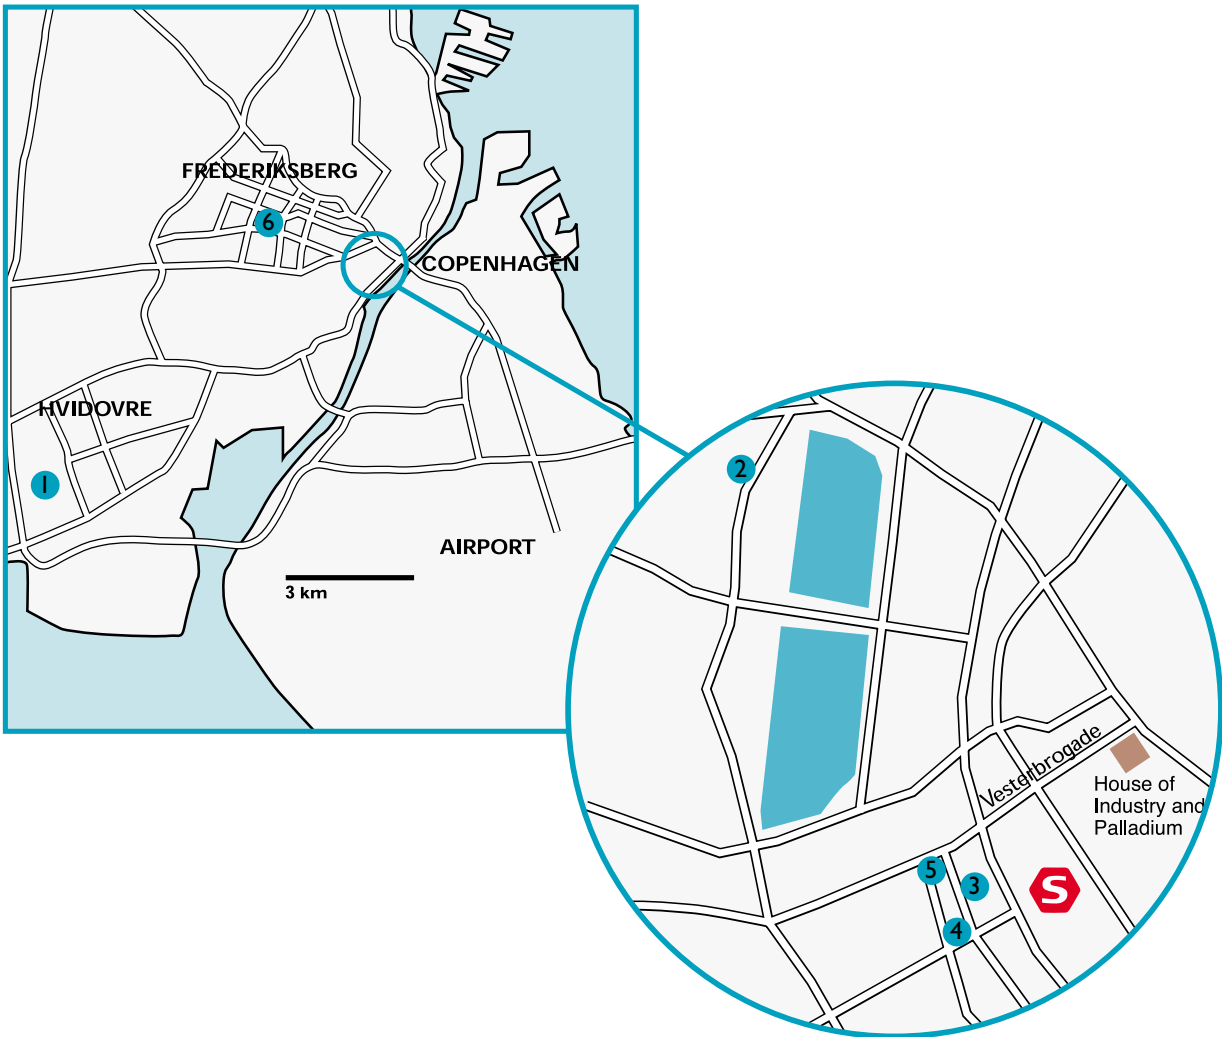 FREDERIKSBERG
6
COPENHAGEN
HVIDOVRE
1
AIRPORT
3 km
2
Vesterbrogade
House of
Industry and
Palladium
5
3
S
4